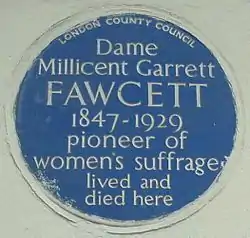 LONDON COUNTY COUNCIL
Dame
Millicent Garrett
FAWCETT
1847-1929
pioneer of
women's suffrage
lived and
died here